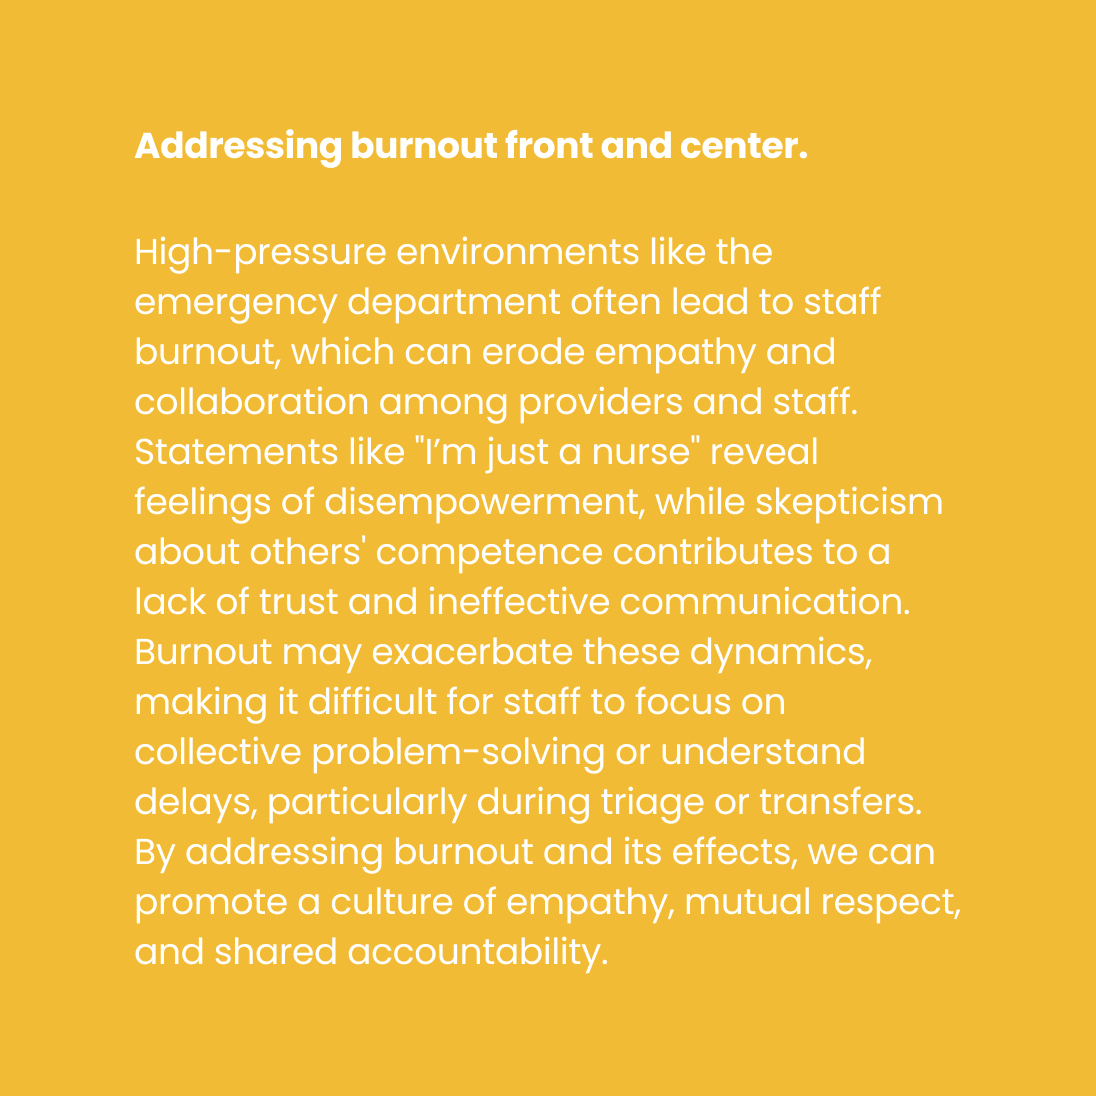 Addressing burnout front and center.
High-pressure environments like the
emergency department often lead to staff
burnout, which can erode empathy and
collaboration among providers and staff.
Statements like "I’m just a nurse" reveal
feelings of disempowerment, while skepticism
about others' competence contributes to a
lack of trust and ineffective communication.
Burnout may exacerbate these dynamics,
making it difficult for staff to focus on
collective problem-solving or understand
delays, particularly during triage or transfers.
By addressing burnout and its effects, we can
promote a culture of empathy, mutual respect,
and shared accountability.